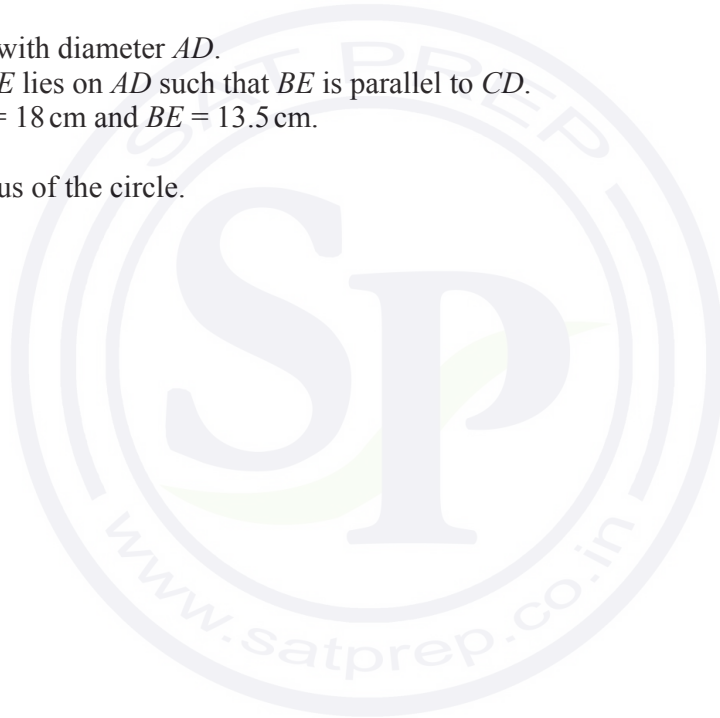 with diameter AD.
E lies on AD such that BE is parallel to CD.
= 18 cm and BE = 13.5 cm.
us of the circle.
SAT PREP
SP
www.satprep.co.in